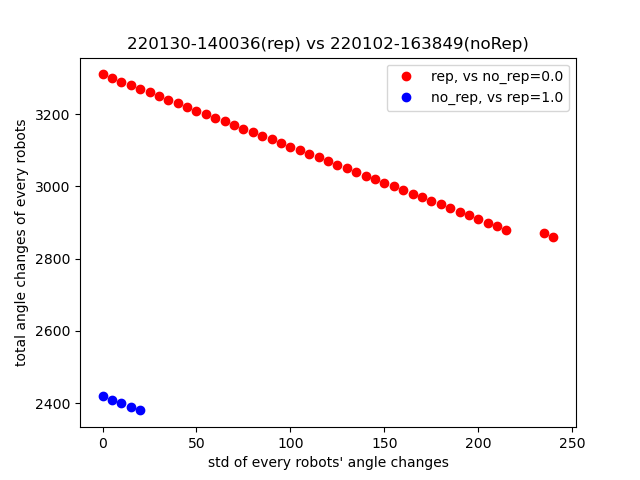 220130-140036(rep) vs 220102-163849(noRep)
rep, vs no_rep=0.0
no_rep, vs rep=1.0
total angle changes of every robots
3200
3000
2800
2600
2400
0 50 100 150 200 250
std of every robots' angle changes